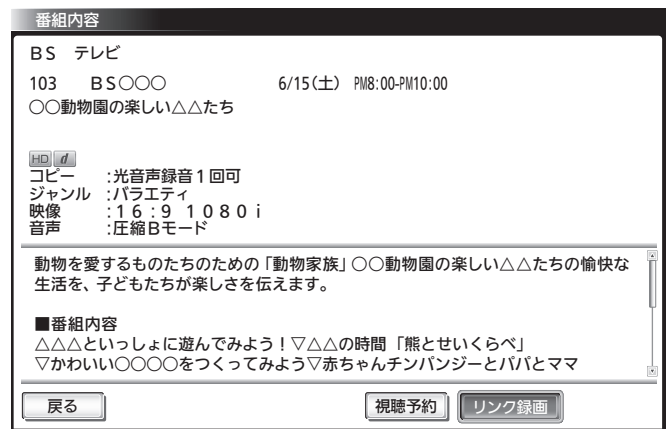 番組内容
BS テレビ
103 BS○○○ 6/15(土) PM8:00-PM10:00
○○動物園の楽しい△△たち
HD d
コピー :光音声録音1回可
ジャンル :バラエティ
映像 :16:9 1080i
音声 :圧縮Bモード
動物を愛するものたちのための「動物家族」○○動物園の楽しい△△たちの愉快な
生活を、子どもたちが楽しさを伝えます。
■番組内容
△△△といっしょに遊んでみよう!▽△△の時間「熊とせいくらべ」
▽かわいい○○○○をつくってみよう▽赤ちゃんチンパンジーとパパとママ
戻る 視聴予約 リンク録画